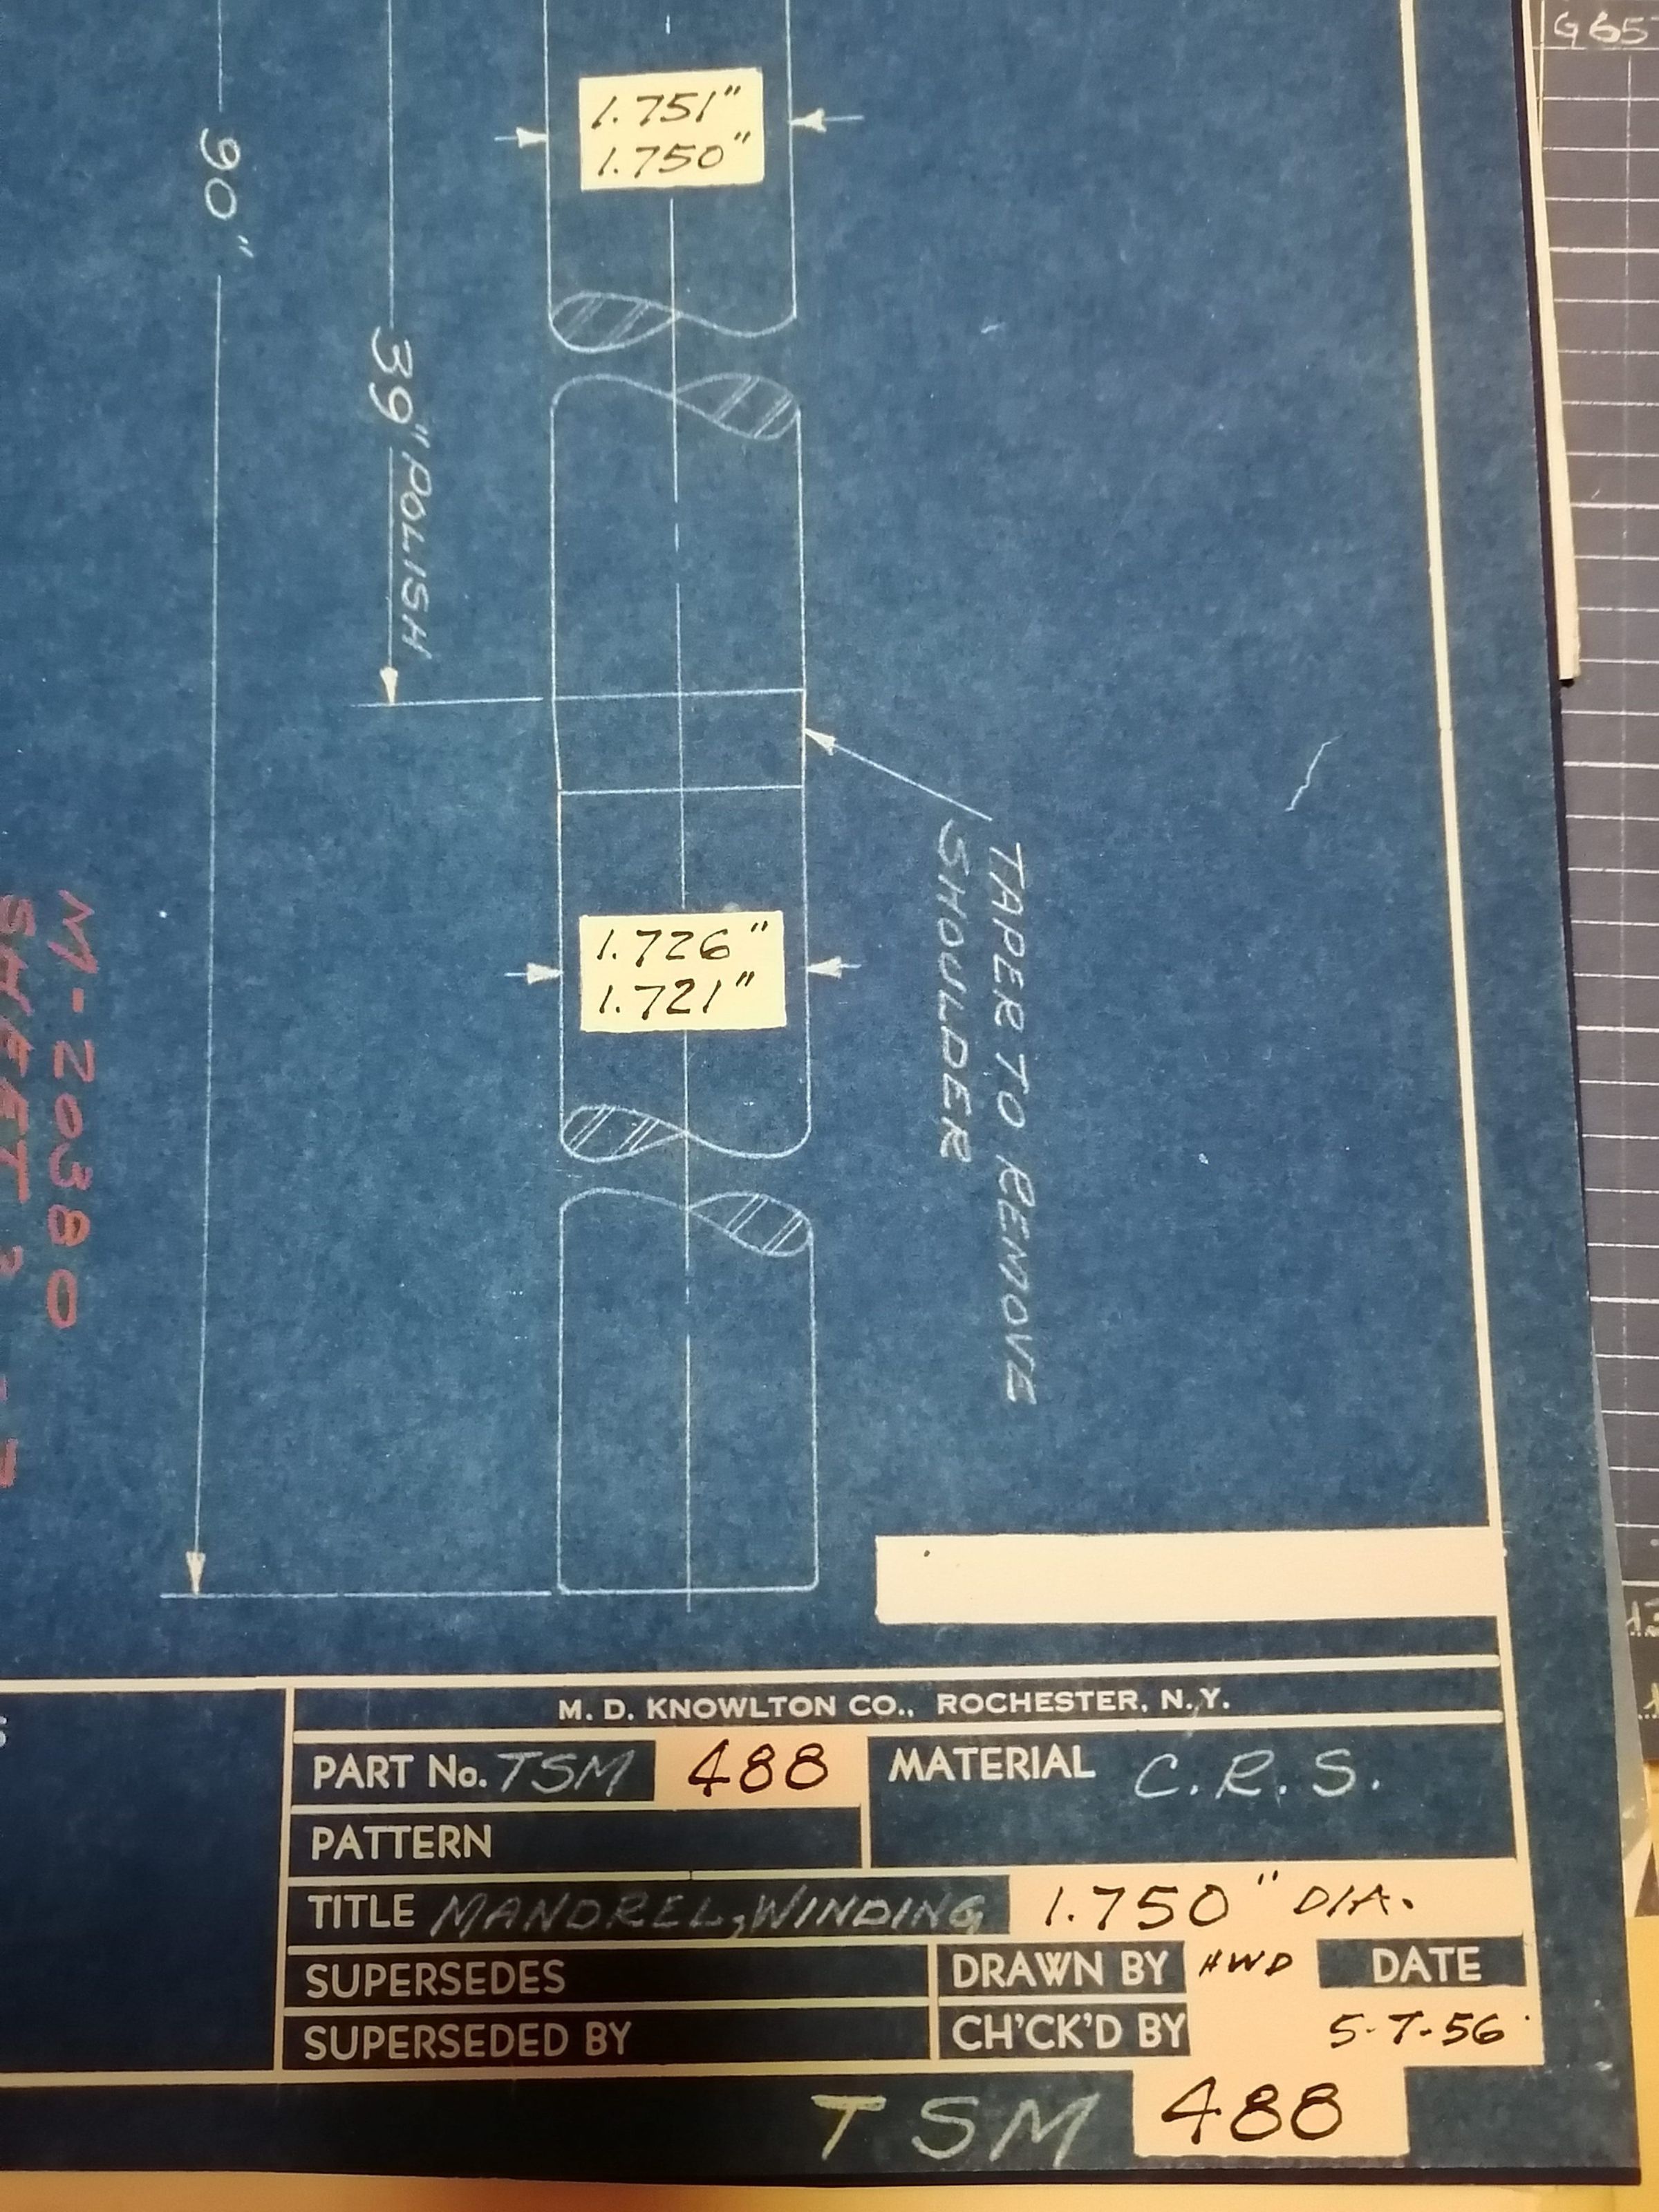 G65
1.751"
1.750"
90"
39" POLISH
TAPER TO REMOVE
SHOULDER
1.726"
1.721"
M-20380
SHEET
M. D. KNOWLTON CO., ROCHESTER, N.Y.
PART No. TSM 488
MATERIAL C.R.S.
PATTERN
TITLE MANDREL, WINDING 1.750" DIA.
SUPERSEDES
DRAWN BY HWD
DATE
SUPERSEDED BY
CH'CK'D BY
5-7-56
TSM 488